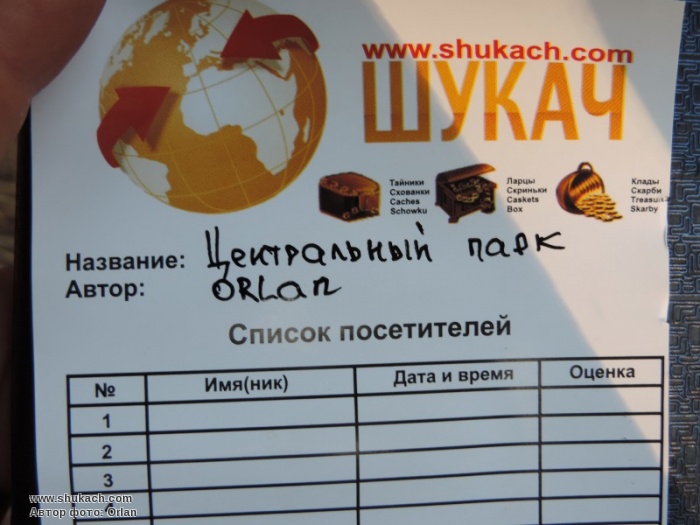 www.shukach.com
ШУКАЧ
Тайники
Схованки
Caches
Schowku
Ларцы
Скриньки
Caskets
Box
Клады
Скарби
Treasu
Skarby
Название: Центральный парк
Автор: ORLan
Список посетителей
№ Имя(ник) Дата и время Оценка
1
2
3
www.shukach.com
Автор фото: Orlan